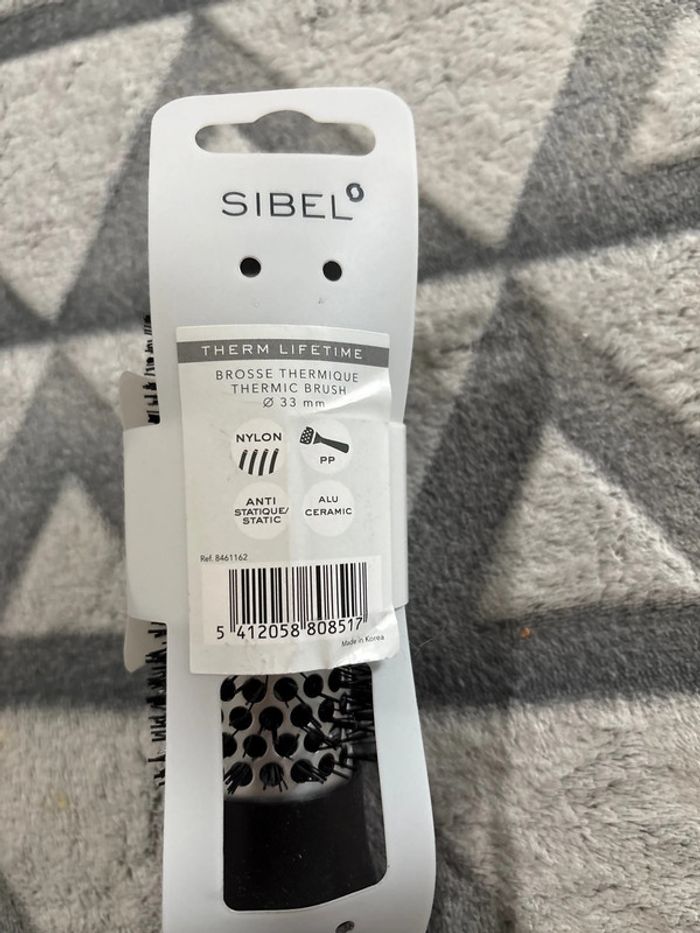 SIBEL
THERM LIFETIME
BROSSE THERMIQUE
THERMIC BRUSH
Ø 33 mm
NYLON
PP
ANTI
STATIQUE/
STATIC
ALU
CERAMIC
Ref. 8461162
5 412058 808517
Made in Korea